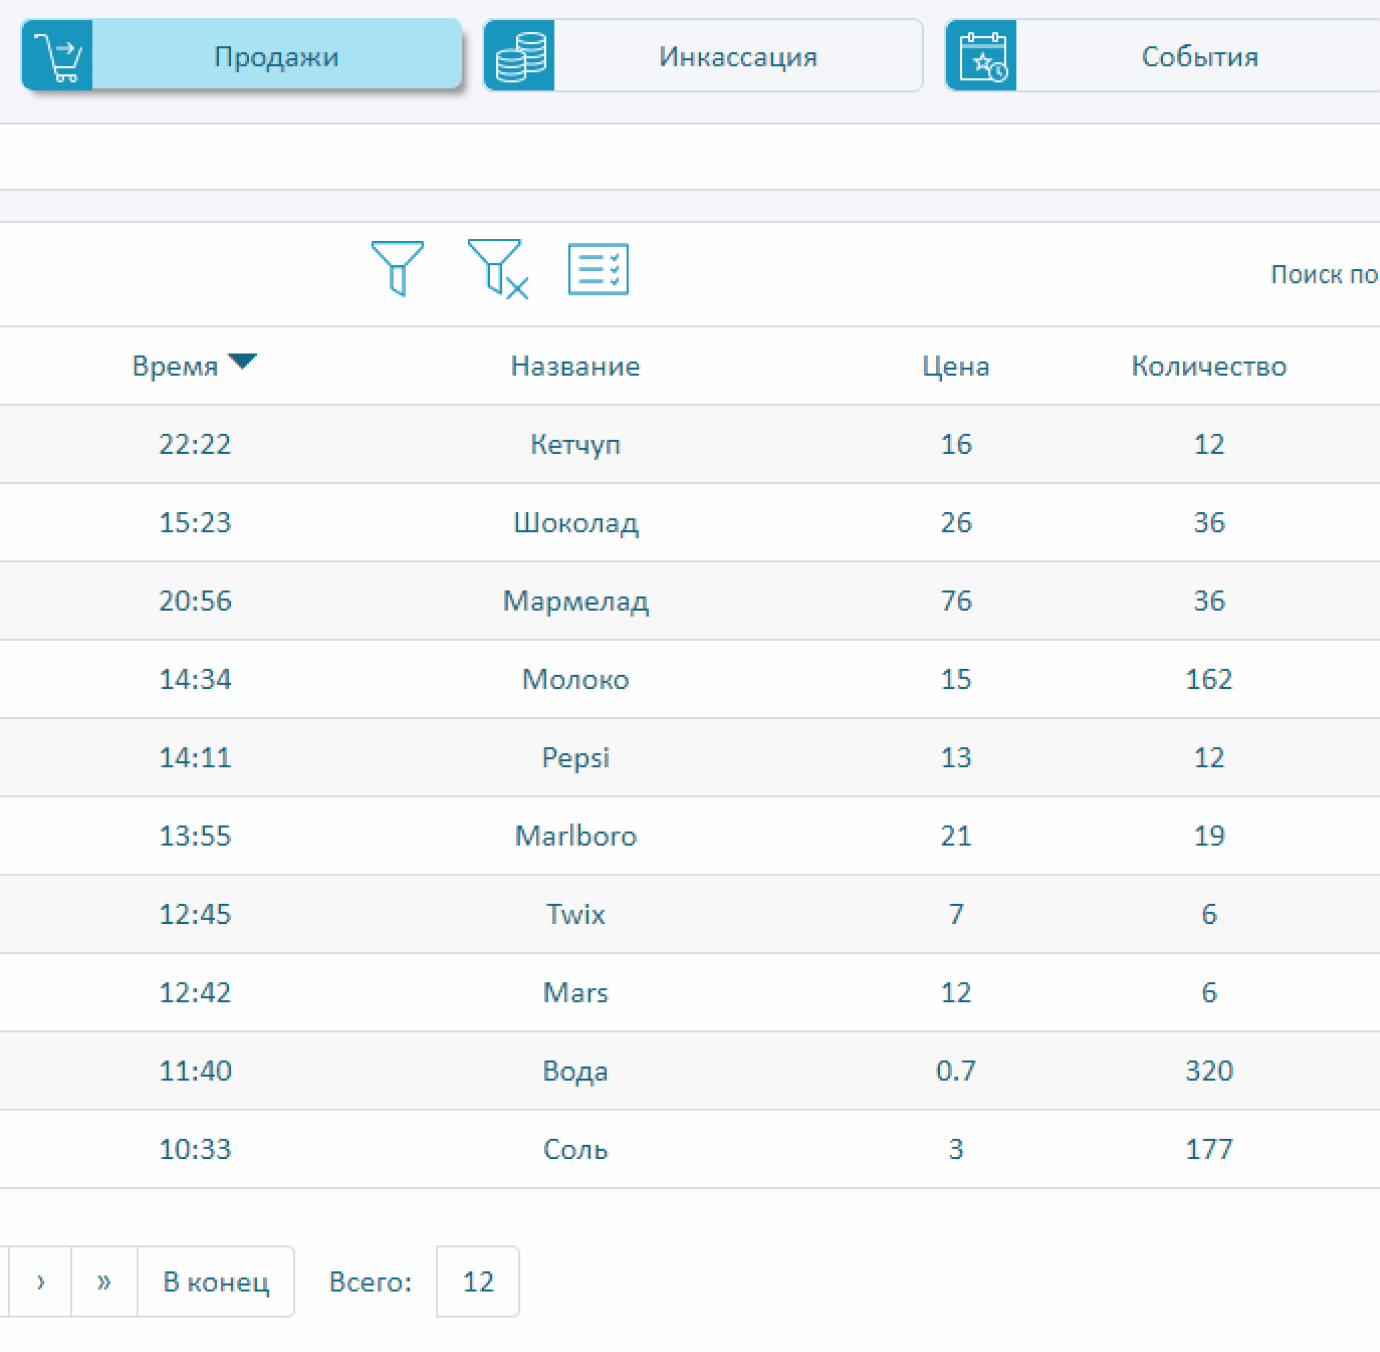 Продажи Инкассация События
Поиск по
Время Название Цена Количество
22:22 Кетчуп 16 12
15:23 Шоколад 26 36
20:56 Мармелад 76 36
14:34 Молоко 15 162
14:11 Pepsi 13 12
13:55 Marlboro 21 19
12:45 Twix 7 6
12:42 Mars 12 6
11:40 Вода 0.7 320
10:33 Соль 3 177
› » В конец Всего: 12